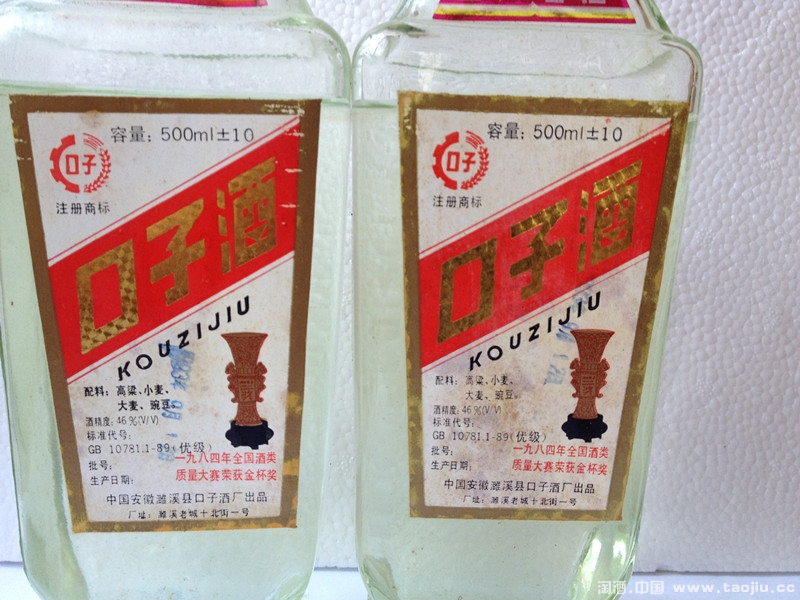 容量: 500ml±10
口子
注册商标
口子酒
KOUZIJIU
配料: 高粱、小麦、
大麦、豌豆。
酒精度: 46%(V/V)
标准代号:
GB 10781.1-89(优级)
批号:
生产日期:
一九八四年全国酒类
质量大赛荣获金杯奖
中国安徽濉溪县口子酒厂出品
厂址: 濉溪老城十北街一号
容量: 500ml±10
口子
注册商标
口子酒
KOUZIJIU
配料: 高粱、小麦、
大麦、豌豆。
酒精度: 46%(V/V)
标准代号:
GB 10781.1-89(优级)
批号:
生产日期:
一九八四年全国酒类
质量大赛荣获金杯奖
中国安徽濉溪县口子酒厂出品
厂址: 濉溪老城十北街一号
淘酒.中国 www.taojiu.cc